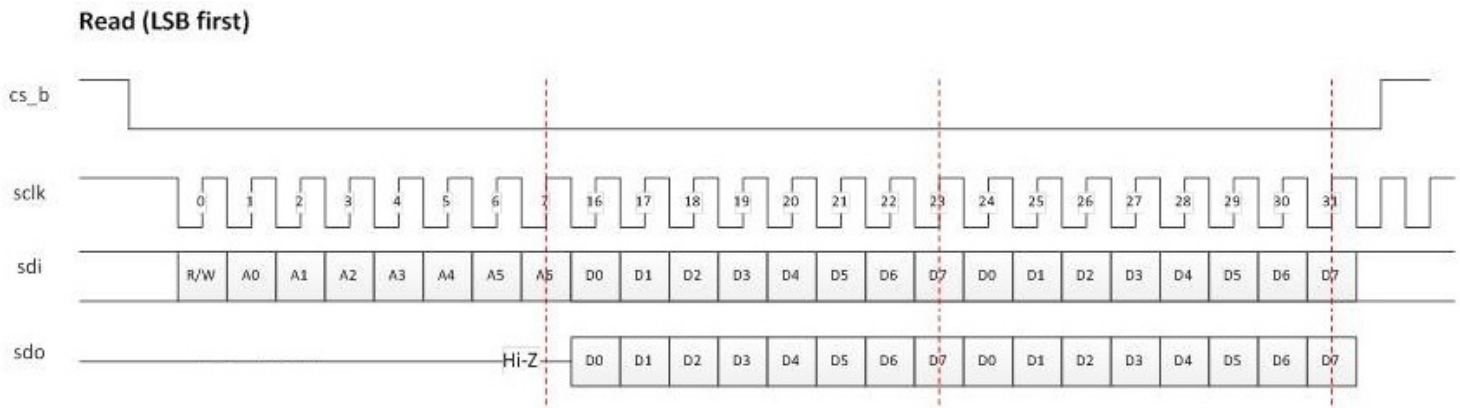 Read (LSB first)
cs_b
sclk 0 1 2 3 4 5 6 7 16 17 18 19 20 21 22 23 24 25 26 27 28 29 30 31
sdi R/W A0 A1 A2 A3 A4 A5 A6 D0 D1 D2 D3 D4 D5 D6 D7 D0 D1 D2 D3 D4 D5 D6 D7
sdo Hi-Z D0 D1 D2 D3 D4 D5 D6 D7 D0 D1 D2 D3 D4 D5 D6 D7